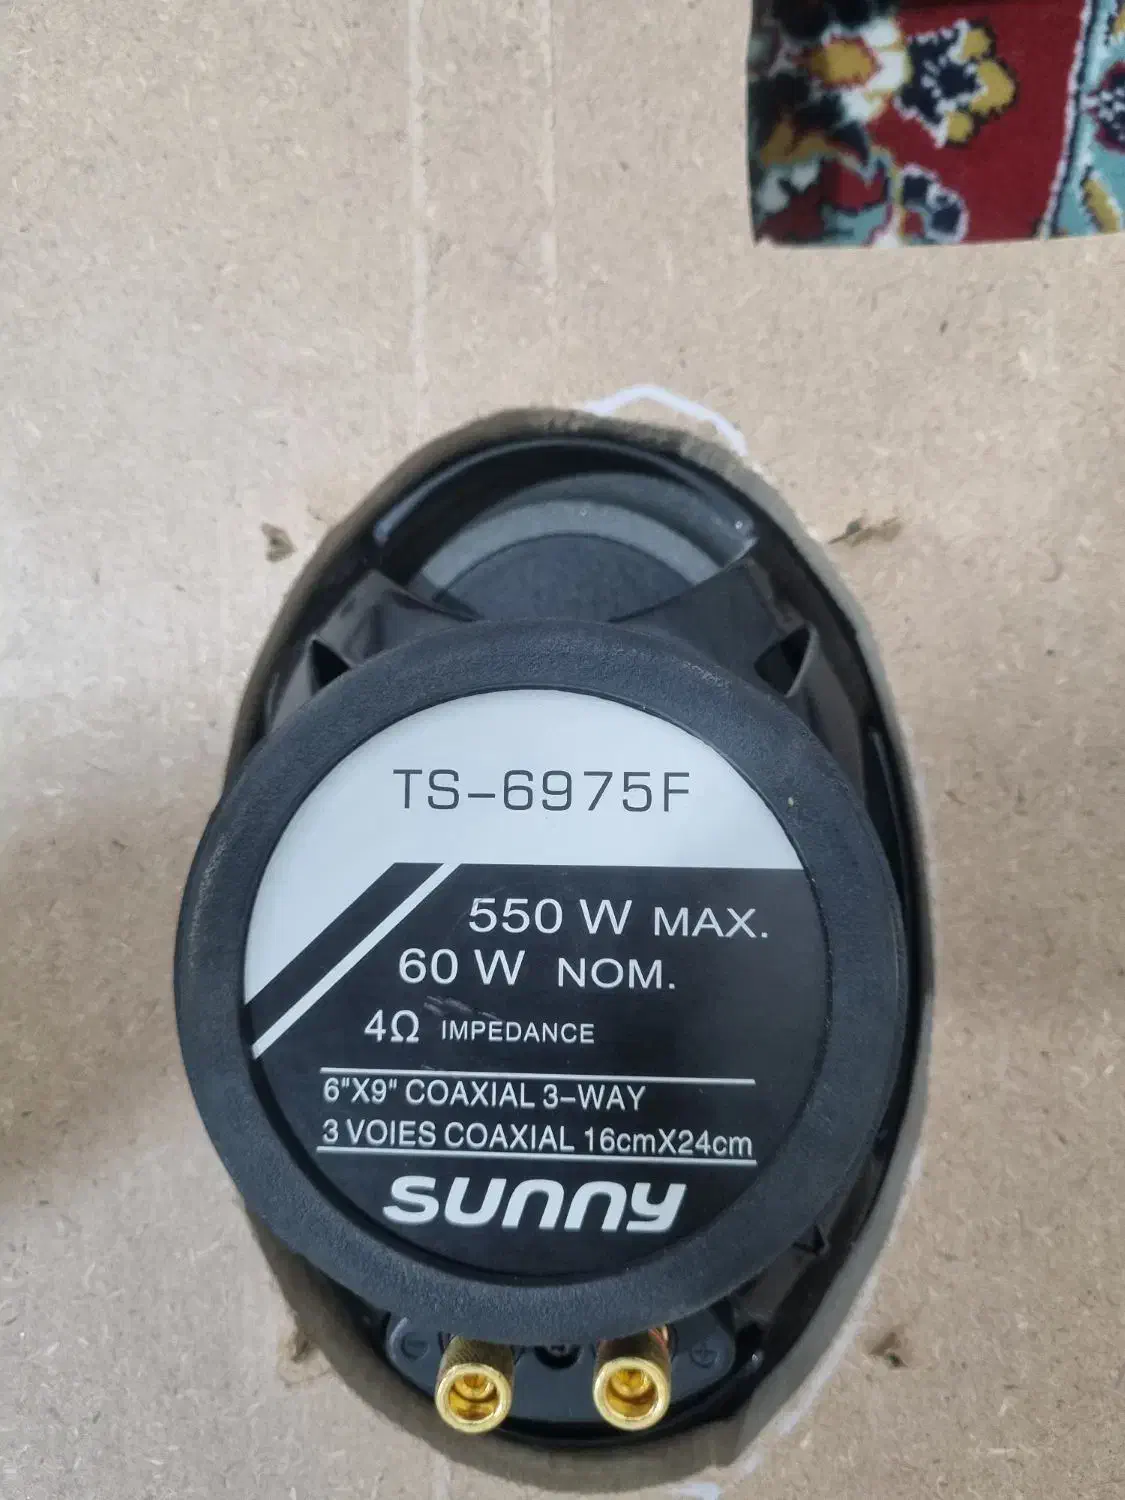 TS-6975F
550 W MAX.
60 W NOM.
4Ω IMPEDANCE
6"X9" COAXIAL 3-WAY
3 VOIES COAXIAL 16cmX24cm
sunny